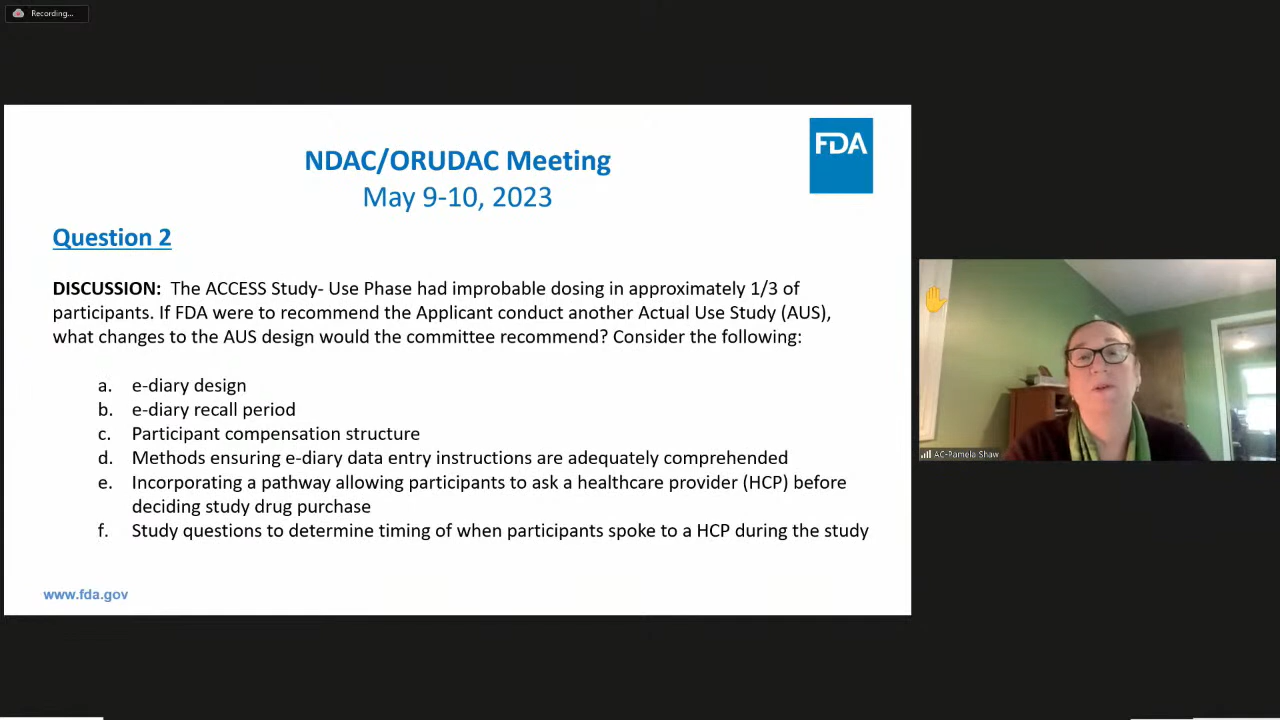 Recording...
FDA
NDAC/ORUDAC Meeting
May 9-10, 2023
Question 2
DISCUSSION: The ACCESS Study- Use Phase had improbable dosing in approximately 1/3 of
participants. If FDA were to recommend the Applicant conduct another Actual Use Study (AUS),
what changes to the AUS design would the committee recommend? Consider the following:
a. e-diary design
b. e-diary recall period
c. Participant compensation structure
d. Methods ensuring e-diary data entry instructions are adequately comprehended
e. Incorporating a pathway allowing participants to ask a healthcare provider (HCP) before
deciding study drug purchase
f. Study questions to determine timing of when participants spoke to a HCP during the study
www.fda.gov
AC-Pamela Shaw